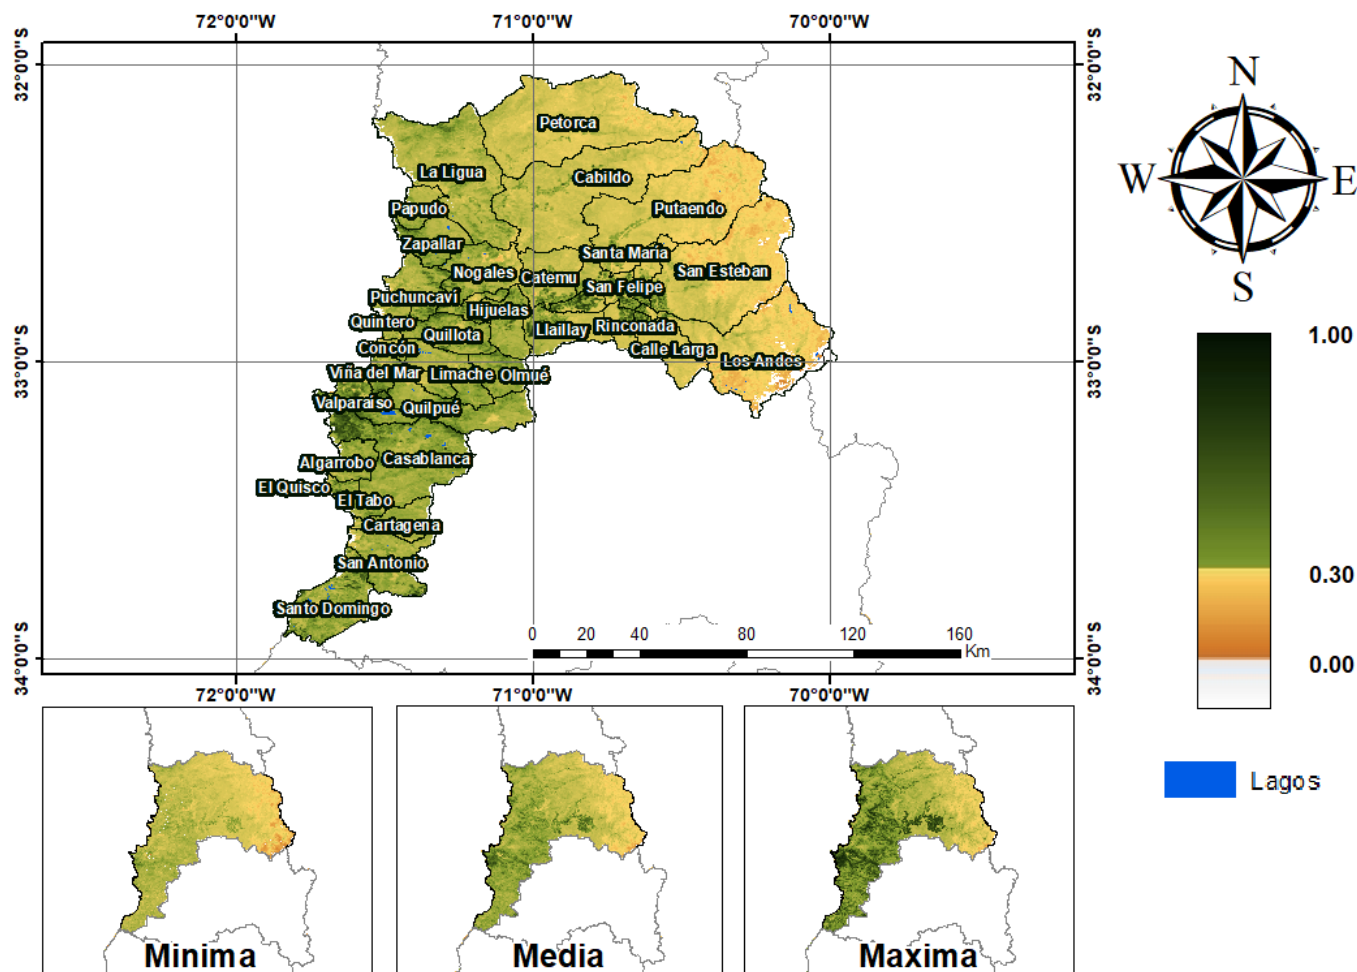 72°0'0"W
71°0'0"W
70°0'0"W
32°0'0"S
32°0'0"S
N
W
E
S
Petorca
La Ligua
Cabildo
Papudo
Putaendo
Zapallar
Santa María
Nogales
Catemu
San Esteban
San Felipe
Puchuncaví
Hijuelas
Quintero
Quillota
Llaillay
Rinconada
Concón
Calle Larga
Los Andes
33°0'0"S
33°0'0"S
Viña del Mar
Limache
Olmué
Valparaíso
Quilpué
Algarrobo
Casablanca
El Quisco
El Tabo
Cartagena
San Antonio
Santo Domingo
0 20 40 80 120 160
Km
34°0'0"S
34°0'0"S
72°0'0"W
71°0'0"W
70°0'0"W
1.00
0.30
0.00
Lagos
Minima
Media
Maxima